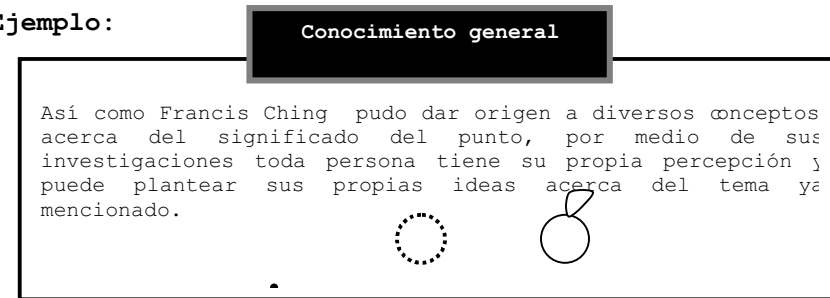 Ejemplo:
Conocimiento general
Así como Francis Ching pudo dar origen a diversos conceptos
acerca del significado del punto, por medio de sus
investigaciones toda persona tiene su propia percepción y
puede plantear sus propias ideas acerca del tema ya
mencionado.